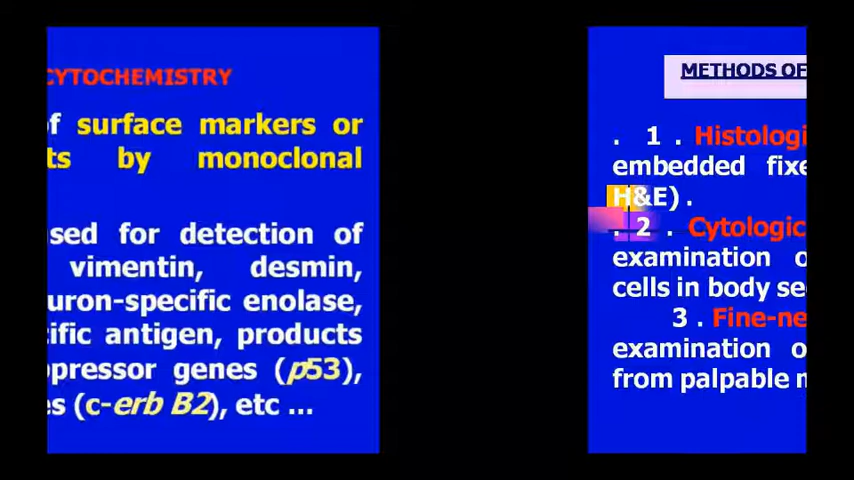 CYTOCHEMISTRY
of surface markers or
ts by monoclonal
sed for detection of
vimentin, desmin,
uron-specific enolase,
ific antigen, products
ppressor genes (p53),
es (c-erb B2), etc ...
METHODS OF
. 1 . Histologi
embedded fixe
H&E) .
. 2 . Cytologic
examination o
cells in body se
3 . Fine-ne
examination o
from palpable m